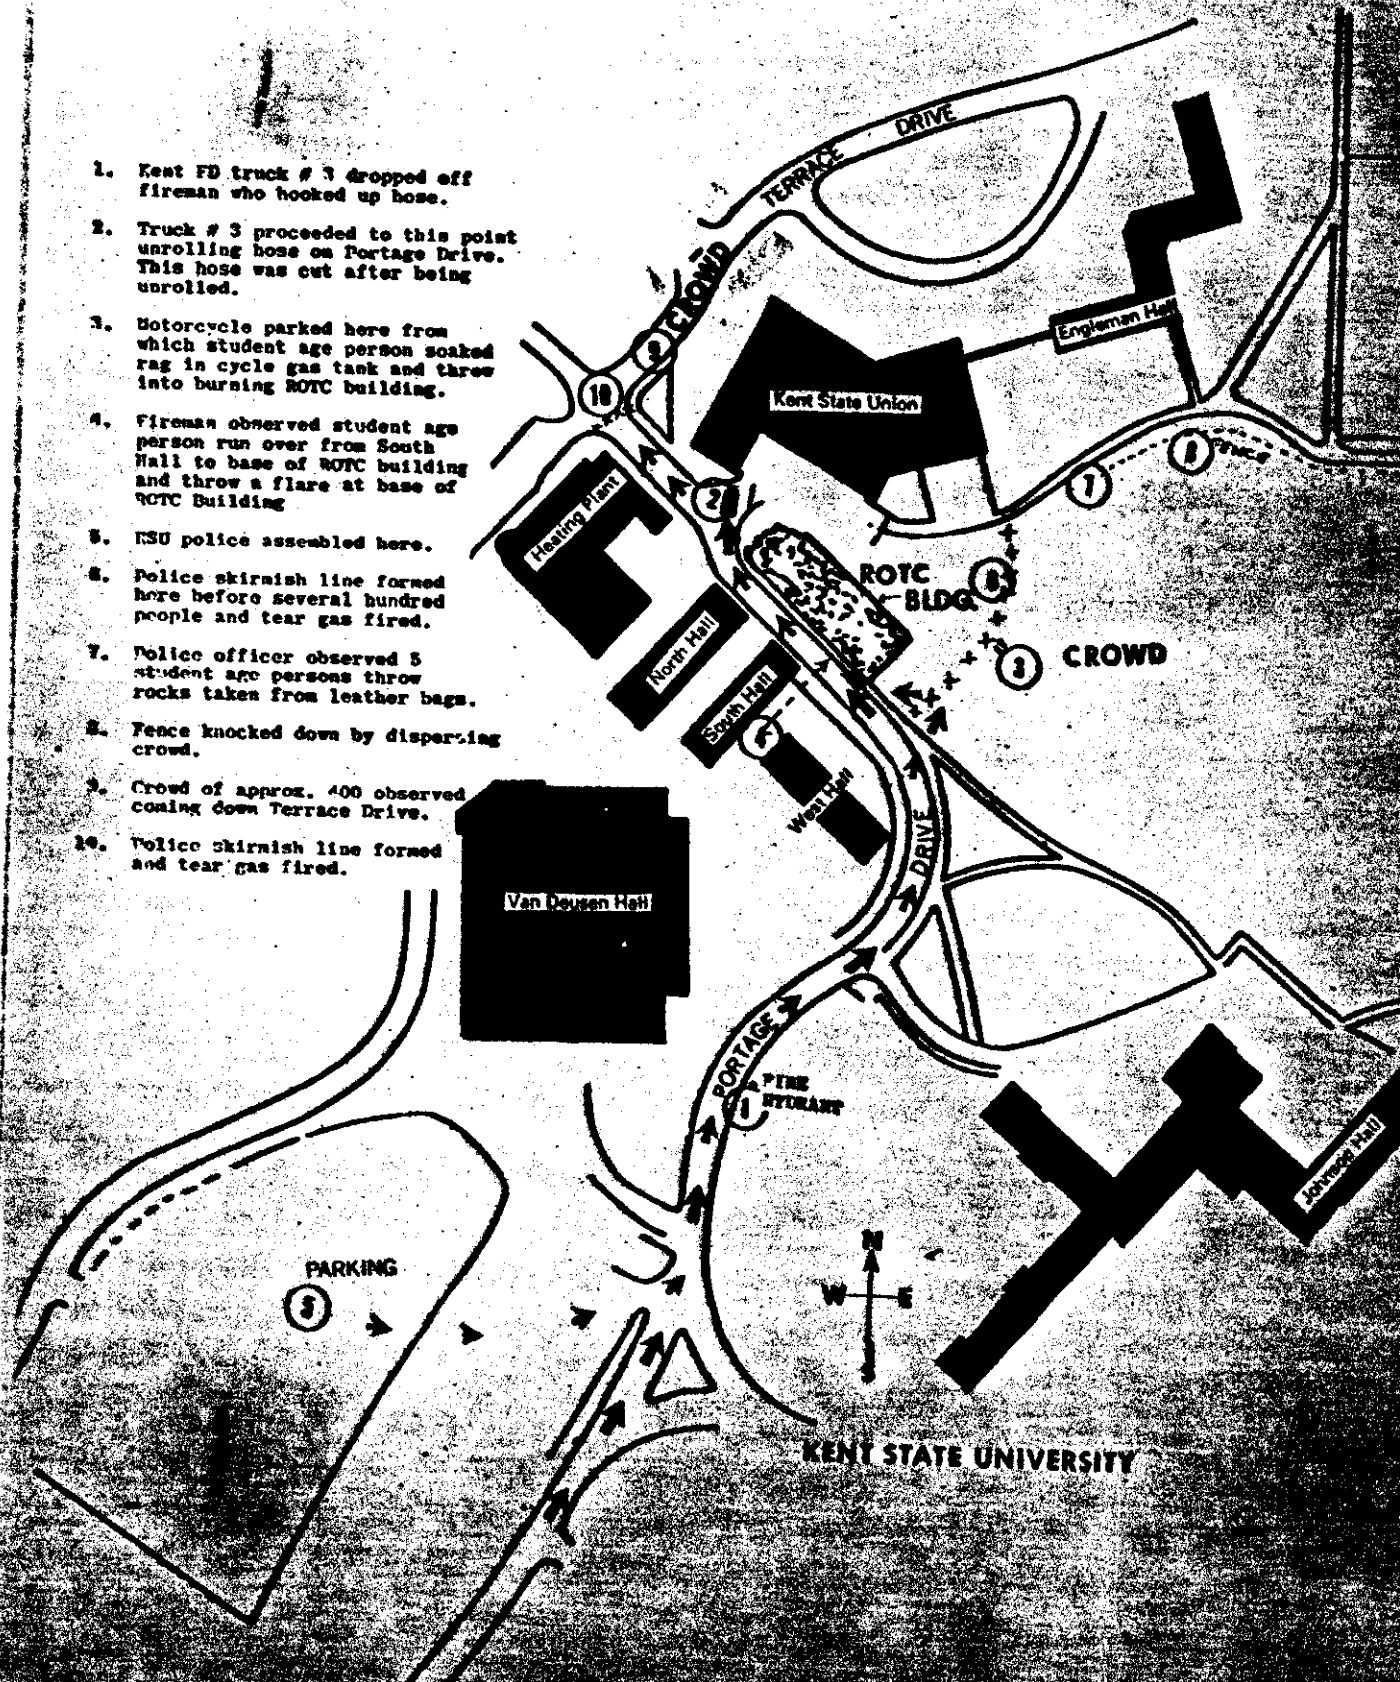 1. Kent FD truck # 3 dropped off
fireman who hooked up hose.
2. Truck # 3 proceeded to this point
unrolling hose on Portage Drive.
This hose was cut after being
unrolled.
3. Motorcycle parked here from
which student age person soaked
rag in cycle gas tank and threw
into burning ROTC building.
4. Fireman observed student age
person run over from South
Hall to base of ROTC building
and throw a flare at base of
ROTC Building
5. KSU police assembled here.
6. Police skirmish line formed
here before several hundred
people and tear gas fired.
7. Police officer observed 5
student age persons throw
rocks taken from leather bags.
8. Fence knocked down by dispersing
crowd.
9. Crowd of approx. 400 observed
coming down Terrace Drive.
10. Police skirmish line formed
and tear gas fired.
TERRACE DRIVE
CROWD
9
10
Engleman Hall
Kent State Union
8
FENCE
7
2
Heating Plant
ROTC
BLDG.
North Hall
3
CROWD
South Hall
4
West Hall
DRIVE
Van Deusen Hall
PORTAGE
FIRE
HYDRANT
1
Johnson Hall
PARKING
N
W
E
S
KENT STATE UNIVERSITY